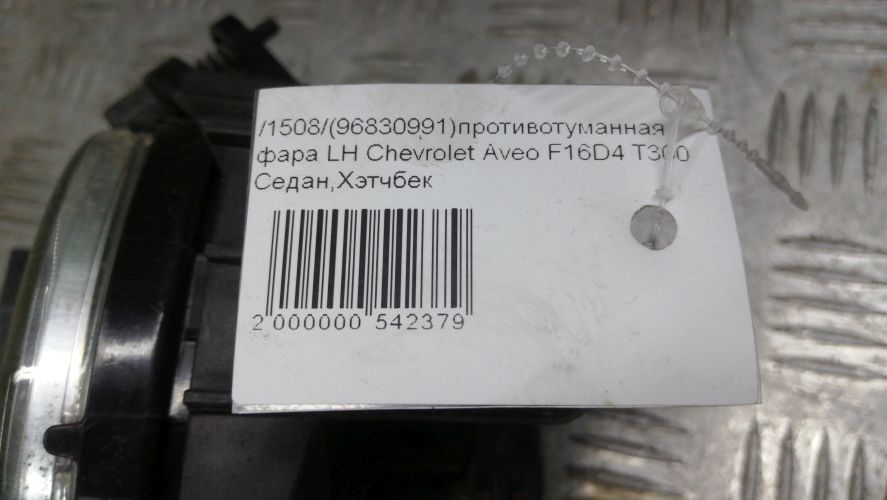 /1508/(96830991)противотуманная
фара LH Chevrolet Aveo F16D4 T300
Седан,Хэтчбек
2 000000 542379